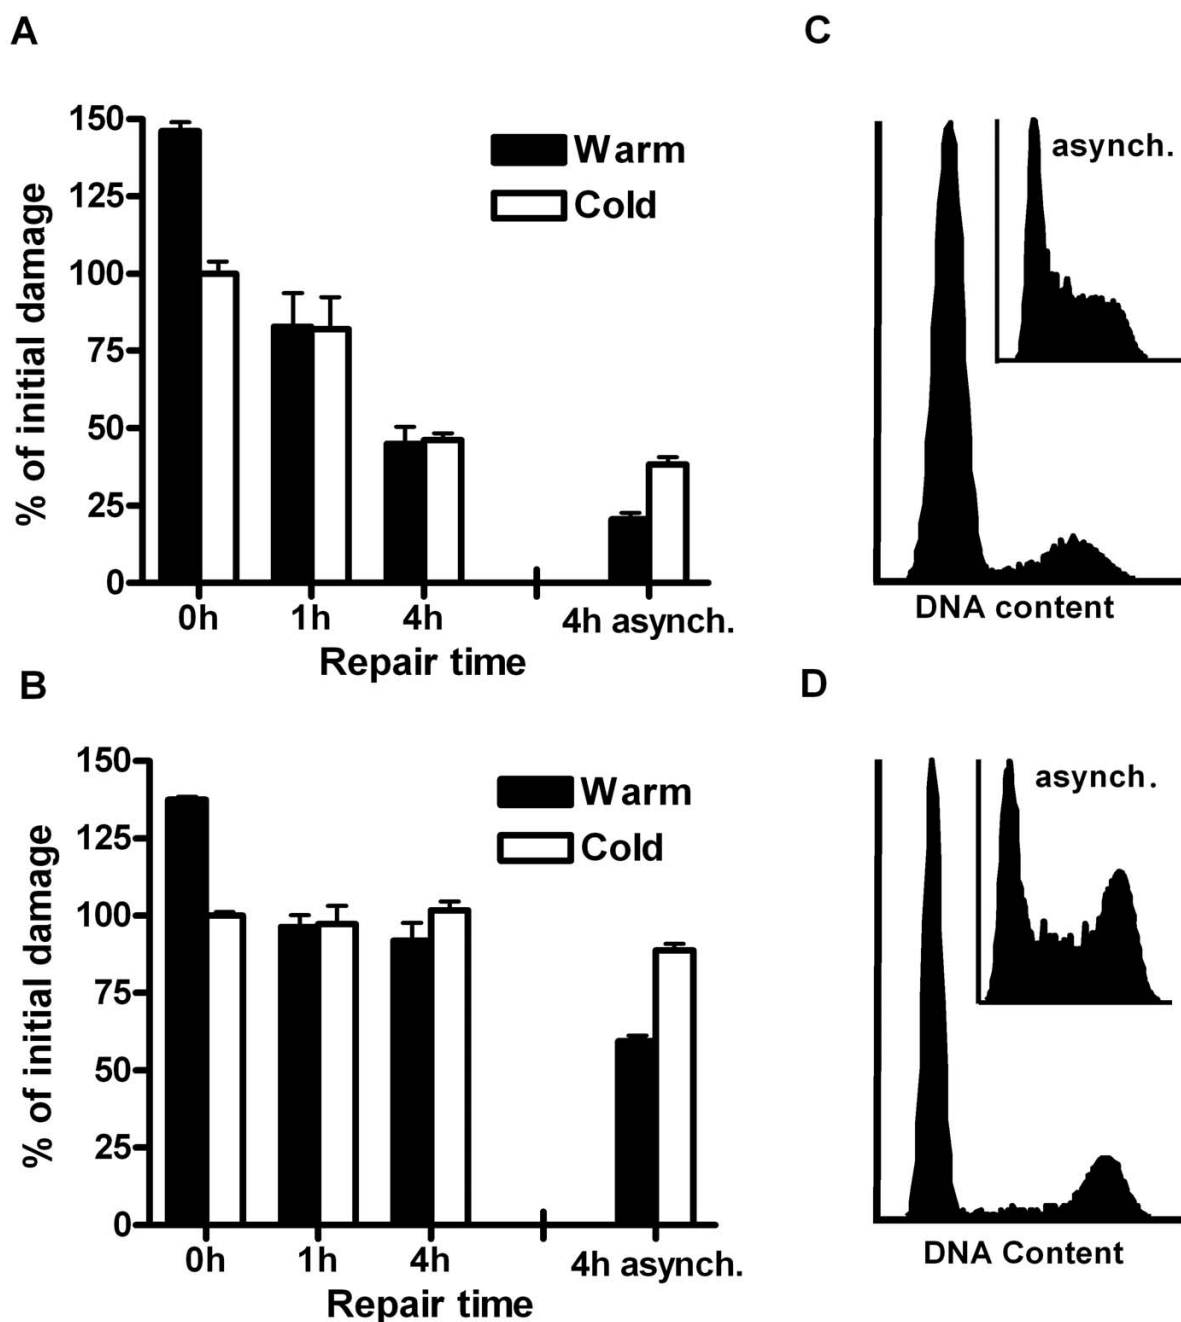 A
150
125
100
75
50
25
0
% of initial damage
Warm
Cold
0h
1h
4h
4h asynch.
Repair time
C
asynch.
DNA content
B
150
125
100
75
50
25
0
% of initial damage
Warm
Cold
0h
1h
4h
4h asynch.
Repair time
D
asynch.
DNA Content